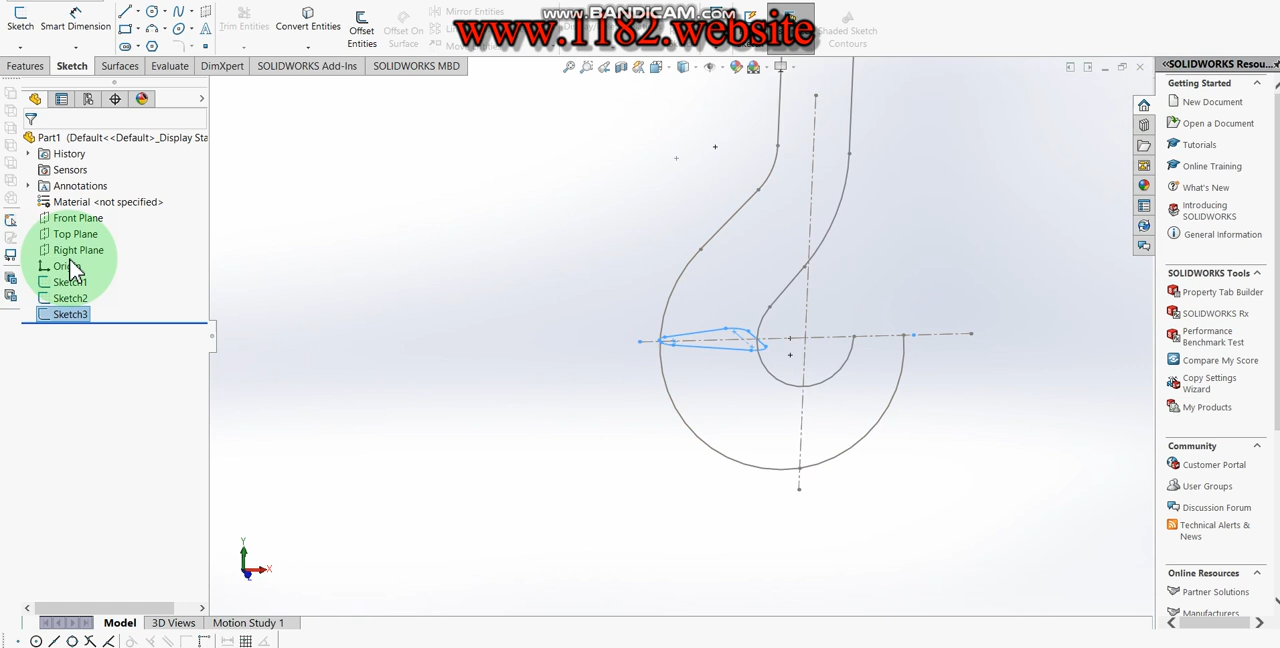 www.BANDICAM.com
www.1182.website
Sketch
Smart Dimension
Trim Entities
Convert Entities
Offset Entities
Offset On Surface
Mirror Entities
Shaded Sketch Contours
Features
Sketch
Surfaces
Evaluate
DimXpert
SOLIDWORKS Add-Ins
SOLIDWORKS MBD
Part1 (Default<<Default>_Display Sta
History
Sensors
Annotations
Material <not specified>
Front Plane
Top Plane
Right Plane
Sketch1
Sketch2
Sketch3
Y
X
Model
3D Views
Motion Study 1
SOLIDWORKS Resou...
Getting Started
New Document
Open a Document
Tutorials
Online Training
What's New
Introducing
SOLIDWORKS
General Information
SOLIDWORKS Tools
Property Tab Builder
SOLIDWORKS Rx
Performance
Benchmark Test
Compare My Score
Copy Settings
Wizard
My Products
Community
Customer Portal
User Groups
Discussion Forum
Technical Alerts &
News
Online Resources
Partner Solutions
Manufacturers